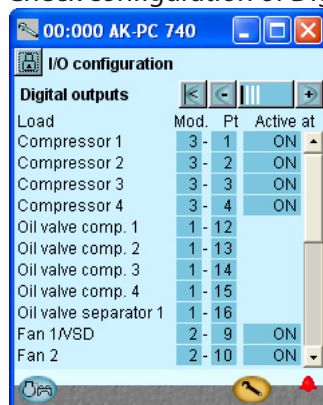 Check configuration of Di
00:000 AK-PC 740
I/O configuration
Digital outputs
Load Mod. Pt Active at
Compressor 1 3 - 1 ON
Compressor 2 3 - 2 ON
Compressor 3 3 - 3 ON
Compressor 4 3 - 4 ON
Oil valve comp. 1 1 - 12
Oil valve comp. 2 1 - 13
Oil valve comp. 3 1 - 14
Oil valve comp. 4 1 - 15
Oil valve separator 1 1 - 16
Fan 1/VSD 2 - 9 ON
Fan 2 2 - 10 ON